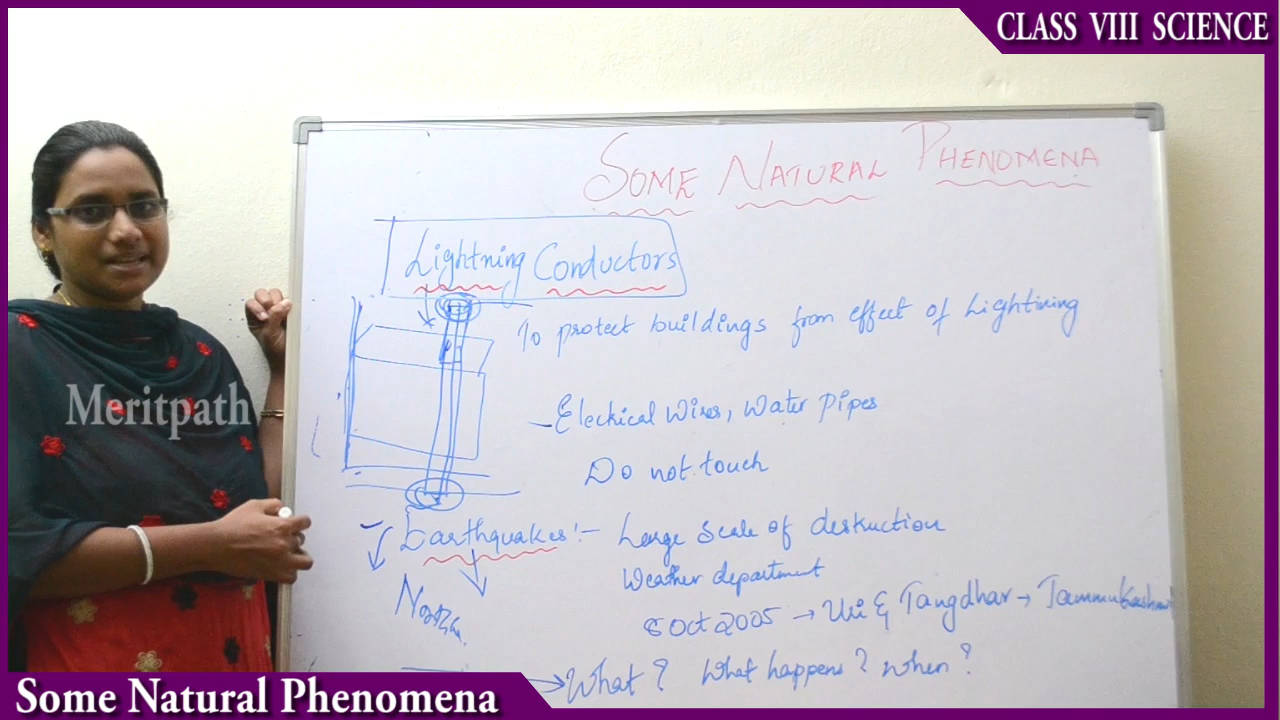 CLASS VIII SCIENCE
SOME NATURAL PHENOMENA
Lightning Conductors
To protect buildings from effect of Lightining
Meritpath
- Electrical Wires, Water pipes
Do not touch
Earthquakes :- Large Scale of destruction
Weather department
8 Oct 2005 → Uri & Tangdhar → Jammu Kashmir
→ What ? What happens ? when ?
Some Natural Phenomena